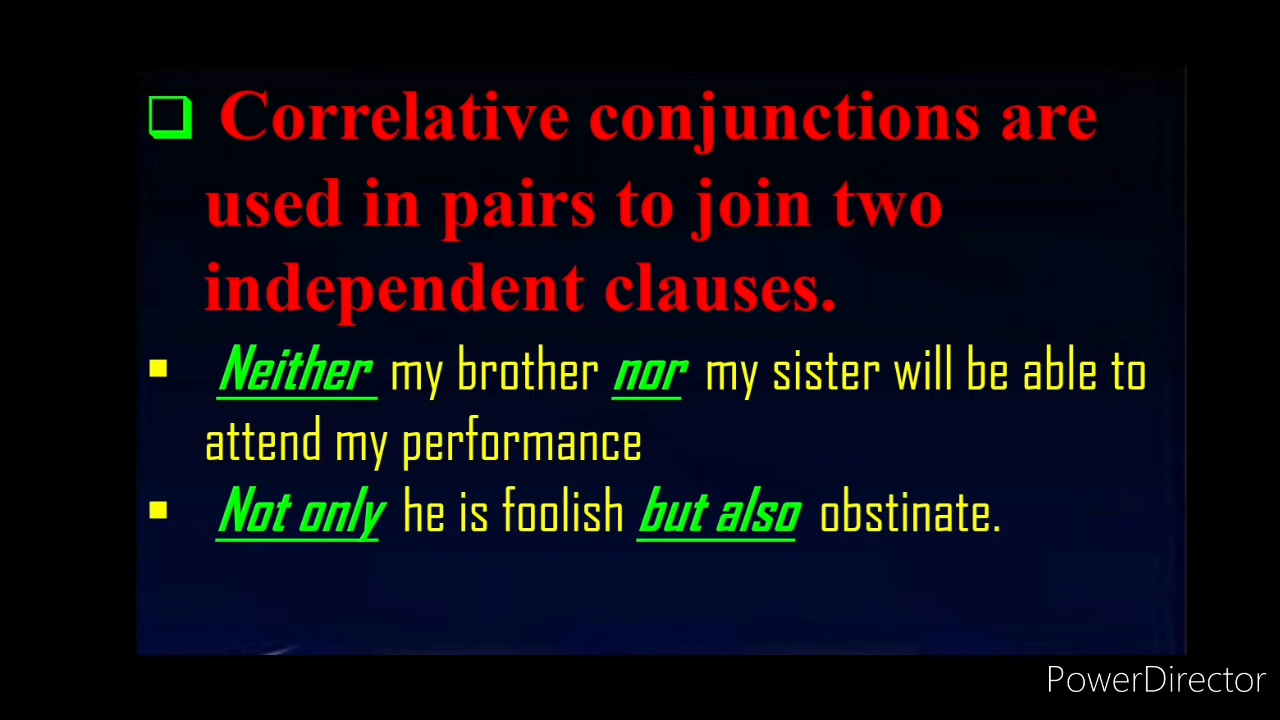 Correlative conjunctions are
used in pairs to join two
independent clauses.
Neither my brother nor my sister will be able to
attend my performance
Not only he is foolish but also obstinate.
PowerDirector